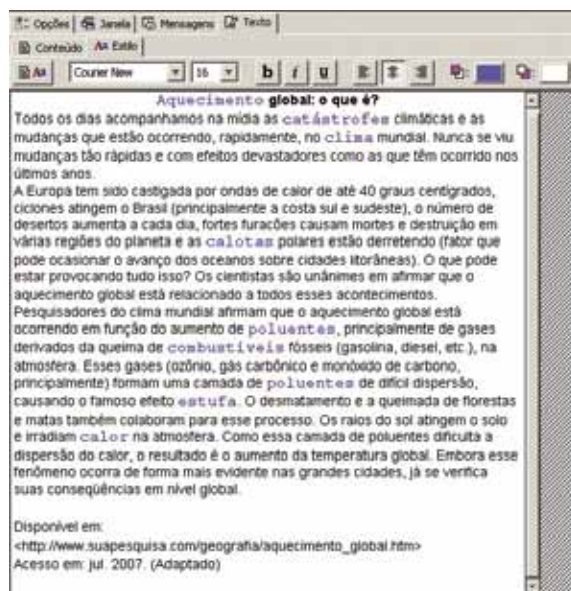 Opções Janela Mensagens Texto
Conteúdo Aa Estilo
Aa Courier New 16 b i u
Aquecimento global: o que é?
Todos os dias acompanhamos na mídia as catástrofes climáticas e as
mudanças que estão ocorrendo, rapidamente, no clima mundial. Nunca se viu
mudanças tão rápidas e com efeitos devastadores como as que têm ocorrido nos
últimos anos.
A Europa tem sido castigada por ondas de calor de até 40 graus centígrados,
ciclones atingem o Brasil (principalmente a costa sul e sudeste), o número de
desertos aumenta a cada dia, fortes furacões causam mortes e destruição em
várias regiões do planeta e as calotas polares estão derretendo (fator que
pode ocasionar o avanço dos oceanos sobre cidades litorâneas). O que pode
estar provocando tudo isso? Os cientistas são unânimes em afirmar que o
aquecimento global está relacionado a todos esses acontecimentos.
Pesquisadores do clima mundial afirmam que o aquecimento global está
ocorrendo em função do aumento de poluentes, principalmente de gases
derivados da queima de combustíveis fósseis (gasolina, diesel, etc.), na
atmosfera. Esses gases (ozônio, gás carbônico e monóxido de carbono,
principalmente) formam uma camada de poluentes de difícil dispersão,
causando o famoso efeito estufa. O desmatamento e a queimada de florestas
e matas também colaboram para esse processo. Os raios do sol atingem o solo
e irradiam calor na atmosfera. Como essa camada de poluentes dificulta a
dispersão do calor, o resultado é o aumento da temperatura global. Embora esse
fenômeno ocorra de forma mais evidente nas grandes cidades, já se verifica
suas conseqüências em nível global.
Disponível em:
<http://www.suapesquisa.com/geografia/aquecimento_global.htm>
Acesso em: jul. 2007. (Adaptado)